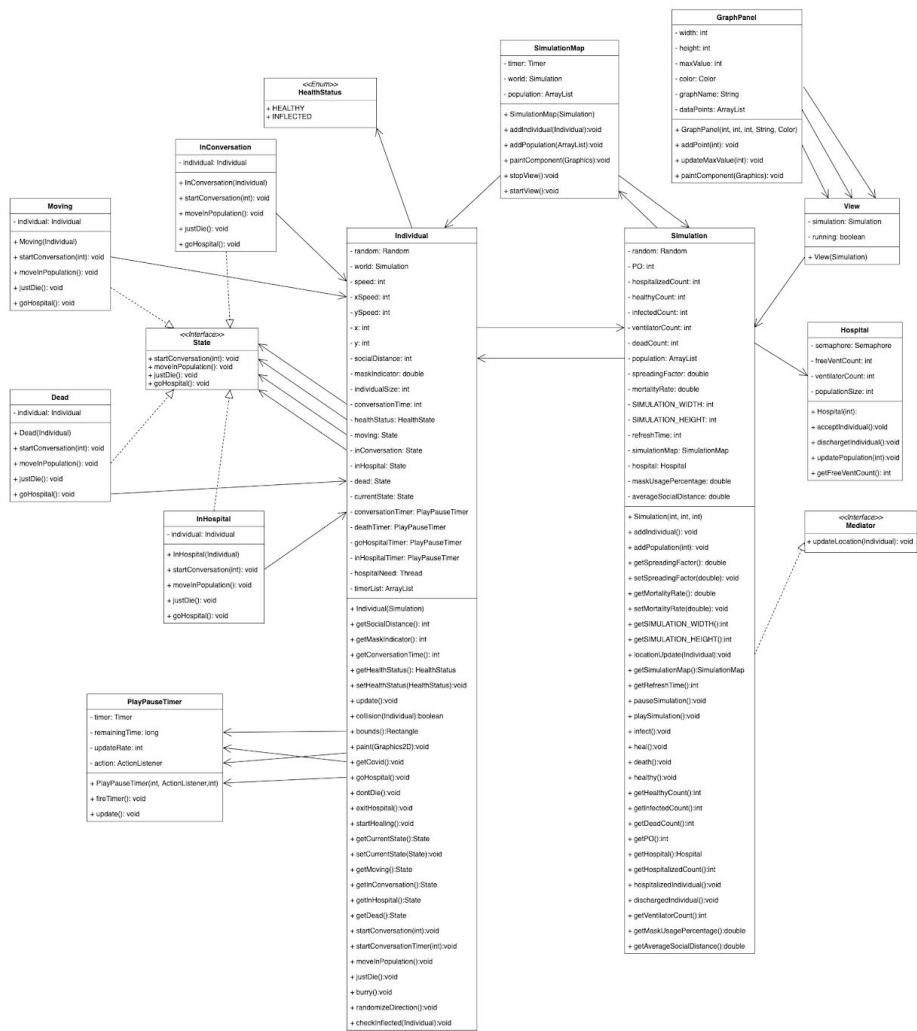 GraphPanel
- width: int
- height: int
- maxValue: int
- color: Color
- graphName: String
- dataPoints: ArrayList
+ GraphPanel(int, int, int, String, Color)
+ addPoint(int): void
+ updateMaxValue(int): void
+ paintComponent(Graphics): void
SimulationMap
- timer: Timer
- world: Simulation
- population: ArrayList
+ SimulationMap(Simulation)
+ addIndividual(Individual):void
+ addPopulation(ArrayList):void
+ paintComponent(Graphics):void
+ stopView():void
+ startView():void
<<Enum>>
HealthStatus
+ HEALTHY
+ INFLECTED
InConversation
- individual: Individual
+ InConversation(Individual)
+ startConversation(int): void
+ moveInPopulation(): void
+ justDie(): void
+ goHospital(): void
Moving
- individual: Individual
+ Moving(Individual)
+ startConversation(int): void
+ moveInPopulation(): void
+ justDie(): void
+ goHospital(): void
<<Interface>>
State
+ startConversation(int): void
+ moveInPopulation(): void
+ justDie(): void
+ goHospital(): void
Dead
- individual: Individual
+ Dead(Individual)
+ startConversation(int): void
+ moveInPopulation(): void
+ justDie(): void
+ goHospital(): void
InHospital
- individual: Individual
+ InHospital(Individual)
+ startConversation(int): void
+ moveInPopulation(): void
+ justDie(): void
+ goHospital(): void
PlayPauseTimer
- timer: Timer
- remainingTime: long
- updateRate: int
- action: ActionListener
+ PlayPauseTimer(int, ActionListener,int)
+ fireTimer(): void
+ update(): void
Individual
- random: Random
- world: Simulation
- speed: int
- xSpeed: int
- ySpeed: int
- x: int
- y: int
- socialDistance: int
- maskIndicator: double
- individualSize: int
- conversationTime: int
- healthStatus: HealthState
- moving: State
- inConversation: State
- inHospital: State
- dead: State
- currentState: State
- conversationTimer: PlayPauseTimer
- deathTimer: PlayPauseTimer
- goHospitalTimer: PlayPauseTimer
- inHospitalTimer: PlayPauseTimer
- hospitalNeed: Thread
- timerList: ArrayList
+ Individual(Simulation)
+ getSocialDistance(): int
+ getMaskIndicator(): int
+ getConversationTime(): int
+ getHealthStatus(): HealthStatus
+ setHealthStatus(HealthStatus):void
+ update():void
+ collision(Individual):boolean
+ bounds():Rectangle
+ paint(Graphics2D):void
+ getCovid():void
+ goHospital():void
+ dontDie():void
+ exitHospital():void
+ startHealing():void
+ getCurrentState():State
+ setCurrentState(State):void
+ getMoving():State
+ getInConversation():State
+ getInHospital():State
+ getDead():State
+ startConversation(int):void
+ startConversationTimer(int):void
+ moveInPopulation():void
+ justDie():void
+ burry():void
+ randomizeDirection():void
+ checkInflected(Individual):void
Simulation
- random: Random
- PO: int
- hospitalizedCount: int
- healthyCount: int
- infectedCount: int
- ventilatorCount: int
- deadCount: int
- population: ArrayList
- spreadingFactor: double
- mortalityRate: double
- SIMULATION_WIDTH: int
- SIMULATION_HEIGHT: int
- refreshTime: int
- simulationMap: SimulationMap
- hospital: Hospital
- maskUsagePercentage: double
- averageSocialDistance: double
+ Simulation(int, int, int)
+ addIndividual(): void
+ addPopulation(int): void
+ getSpreadingFactor(): double
+ setSpreadingFactor(double): void
+ getMortalityRate(): double
+ setMortalityRate(double): void
+ getSIMULATION_WIDTH():int
+ getSIMULATION_HEIGHT():int
+ locationUpdate(Individual):void
+ getSimulationMap():SimulationMap
+ getRefreshTime():int
+ pauseSimulation():void
+ playSimulation():void
+ infect():void
+ heal():void
+ death():void
+ healthy():void
+ getHealthyCount():int
+ getInfectedCount():int
+ getDeadCount():int
+ getPO():int
+ getHospital():Hospital
+ getHospitalizedCount():int
+ hospitalizedIndividual():void
+ dischargedIndividual():void
+ getVentilatorCount():int
+ getMaskUsagePercentage():double
+ getAverageSocialDistance():double
View
- simulation: Simulation
- running: boolean
+ View(Simulation)
Hospital
- semaphore: Semaphore
- freeVentCount: int
- ventilatorCount: int
- populationSize: int
+ Hospital(int):
+ acceptIndividual():void
+ dischargetIndividual():void
+ updatePopulation(int):void
+ getFreeVentCount(): int
<<Interface>>
Mediator
+ updateLocation(Individual): void